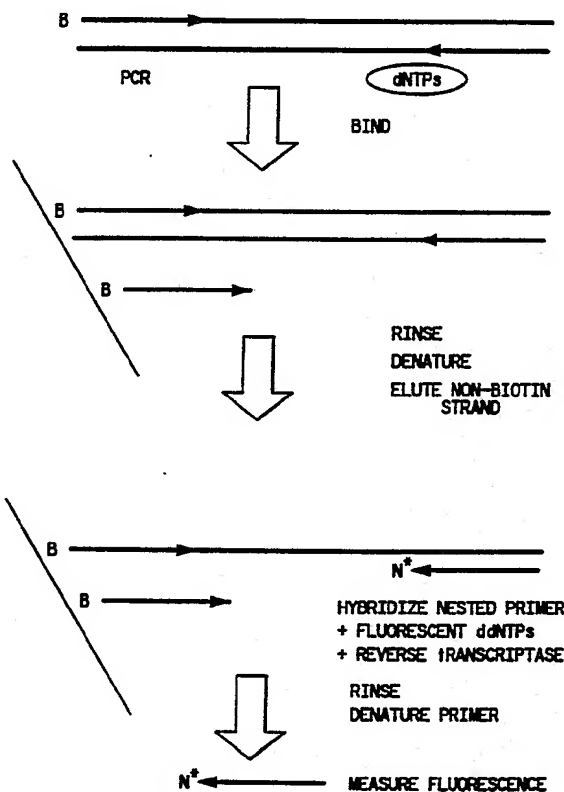 B
PCR
dNTPs
BIND
B
B
RINSE
DENATURE
ELUTE NON-BIOTIN
STRAND
B
N*
B
HYBRIDIZE NESTED PRIMER
+ FLUORESCENT ddNTPs
+ REVERSE tRANSCRIPTASE
RINSE
DENATURE PRIMER
N*
MEASURE FLUORESCENCE